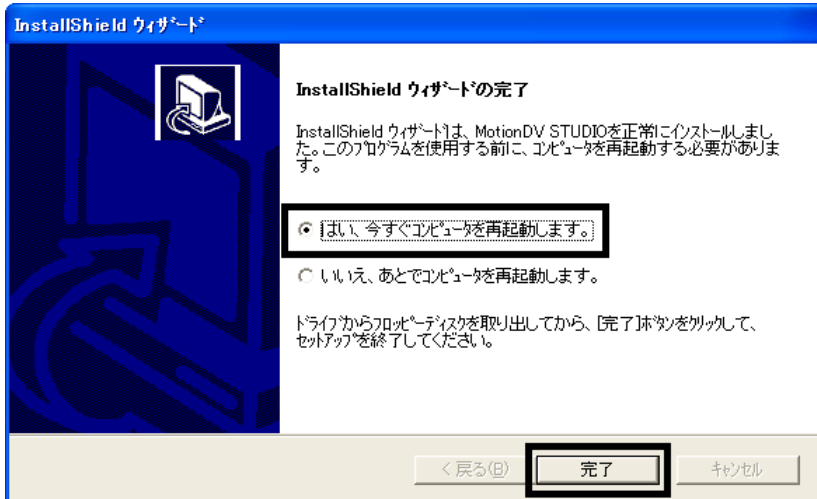 InstallShield ｳｨｻﾞｰﾄﾞ
InstallShield ｳｨｻﾞｰﾄﾞの完了
InstallShield ｳｨｻﾞｰﾄﾞは、MotionDV STUDIOを正常にｲﾝｽﾄｰﾙしまし
た。このﾌﾟﾛｸﾞﾗﾑを使用する前に、ｺﾝﾋﾟｭｰﾀを再起動する必要がありま
す。
はい、今すぐｺﾝﾋﾟｭｰﾀを再起動します。
いいえ、あとでｺﾝﾋﾟｭｰﾀを再起動します。
ﾄﾞﾗｲﾌﾞからﾌﾛｯﾋﾟｰﾃﾞｨｽｸを取り出してから、[完了]ﾎﾞﾀﾝをｸﾘｯｸして、
ｾｯﾄｱｯﾌﾟを終了してください。
< 戻る(B) 完了 ｷｬﾝｾﾙ